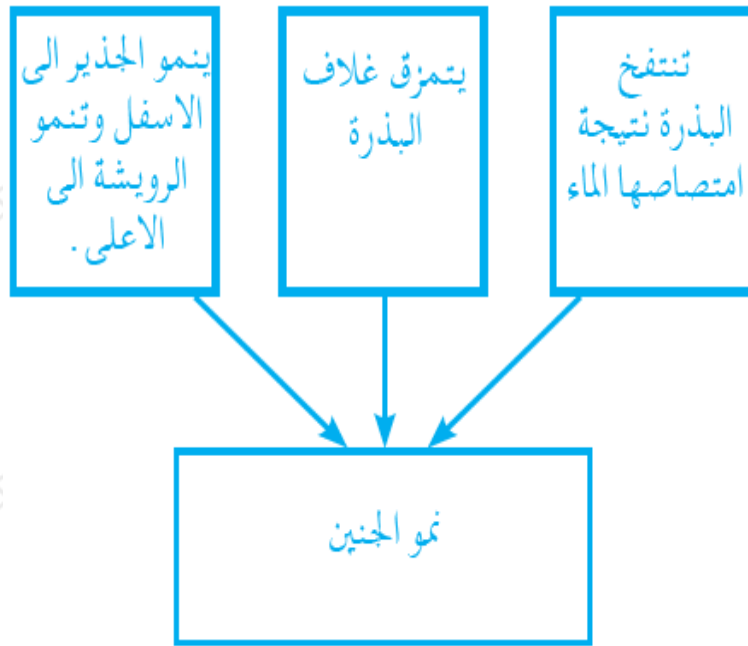 تنتفخ
البذرة نتيجة
امتصاصها الماء
يتمزق غلاف
البذرة
ينمو الجذير الى
الاسفل وتنمو
الرويشة الى
الاعلى.
نمو الجنين